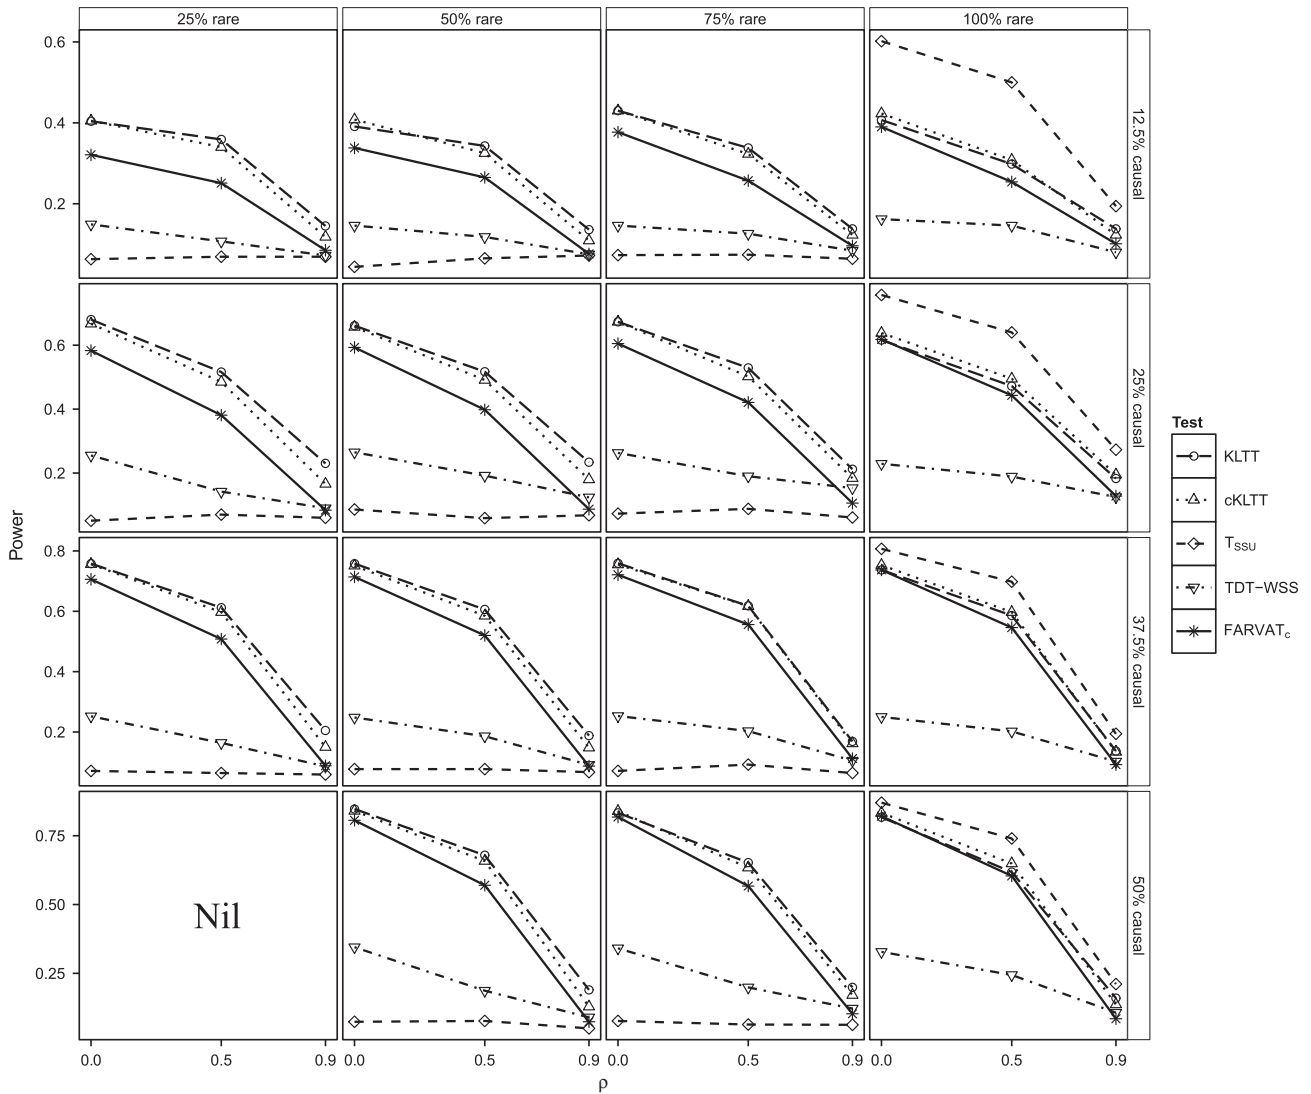 25% rare 50% rare 75% rare 100% rare
0.6
0.4
0.2
12.5% causal
0.6
0.4
0.2
25% causal
0.8
0.6
0.4
0.2
37.5% causal
0.75
0.50
0.25
Nil
50% causal
0.0 0.5 0.9 0.0 0.5 0.9 0.0 0.5 0.9 0.0 0.5 0.9
ρ
Power
Test
KLTT
cKLTT
TSSU
TDT−WSS
FARVATc